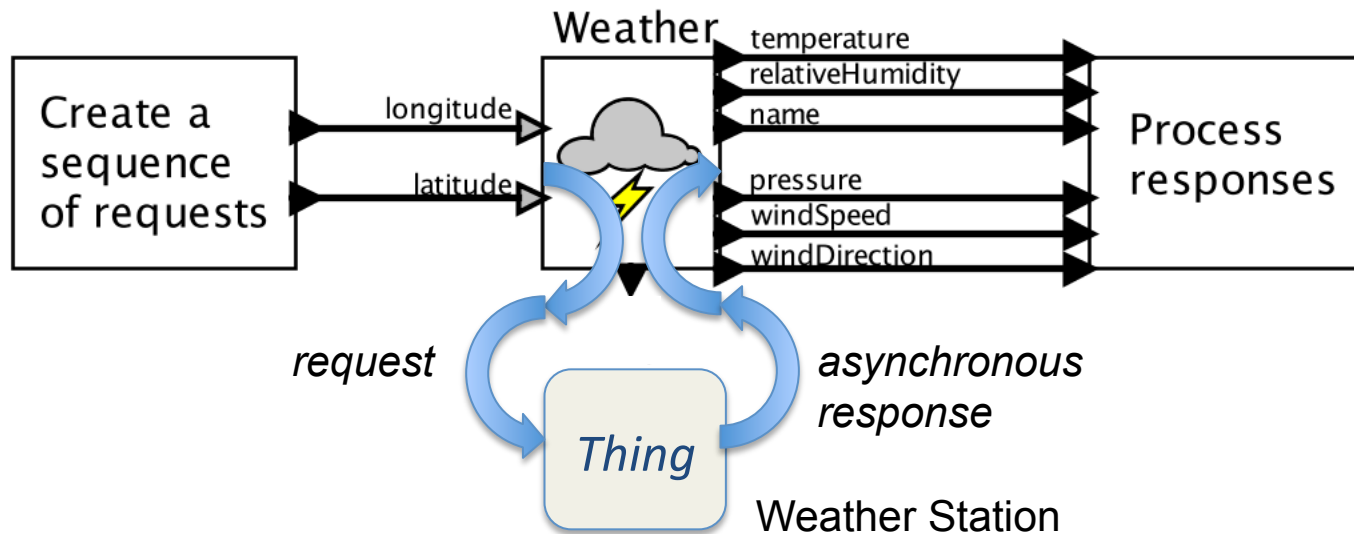 Weather
Create a
sequence
of requests
longitude
latitude
temperature
relativeHumidity
name
pressure
windSpeed
windDirection
Process
responses
request
asynchronous
response
Thing
Weather Station